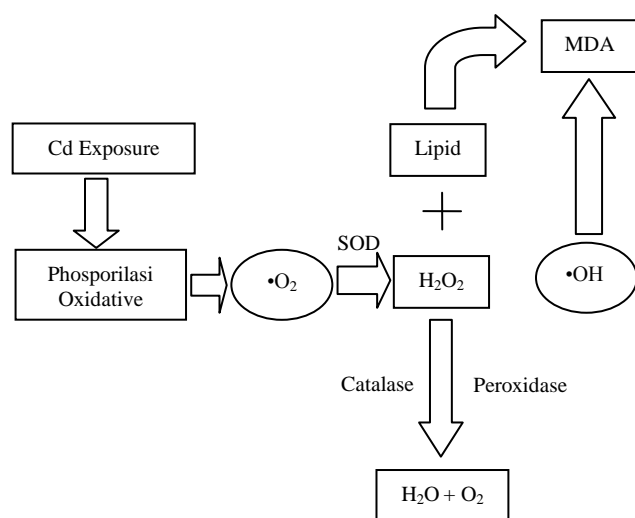 MDA
Cd Exposure
Lipid
+
SOD
Phosporilasi
Oxidative
•O₂
H₂O₂
•OH
Catalase
Peroxidase
H₂O + O₂